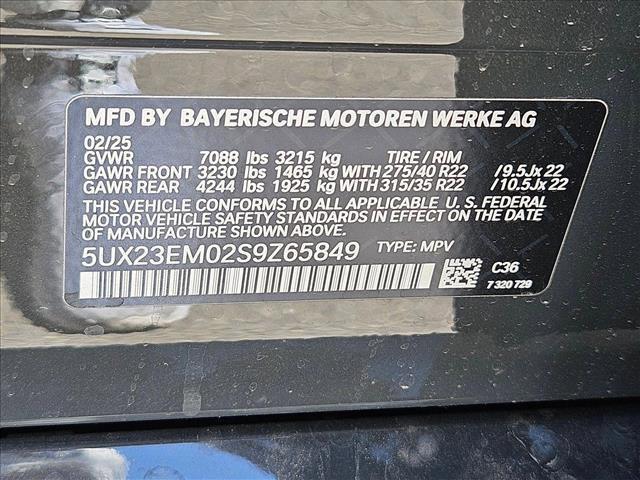 MFD BY BAYERISCHE MOTOREN WERKE AG
02/25
GVWR 7088 lbs 3215 kg TIRE / RIM
GAWR FRONT 3230 lbs 1465 kg WITH 275/40 R22 /9.5Jx 22
GAWR REAR 4244 lbs 1925 kg WITH 315/35 R22 /10.5Jx 22
THIS VEHICLE CONFORMS TO ALL APPLICABLE U. S. FEDERAL
MOTOR VEHICLE SAFETY STANDARDS IN EFFECT ON THE DATE
OF MANUFACTURE SHOWN ABOVE.
5UX23EM02S9Z65849 TYPE: MPV
C36
7 320 729